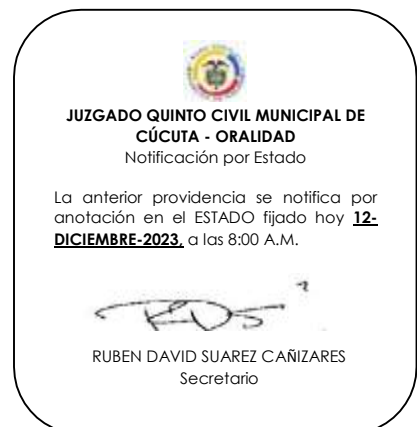 JUZGADO QUINTO CIVIL MUNICIPAL DE
CÚCUTA - ORALIDAD
Notificación por Estado
La anterior providencia se notifica por
anotación en el ESTADO fijado hoy 12-
DICIEMBRE-2023, a las 8:00 A.M.
RUBEN DAVID SUAREZ CAÑIZARES
Secretario